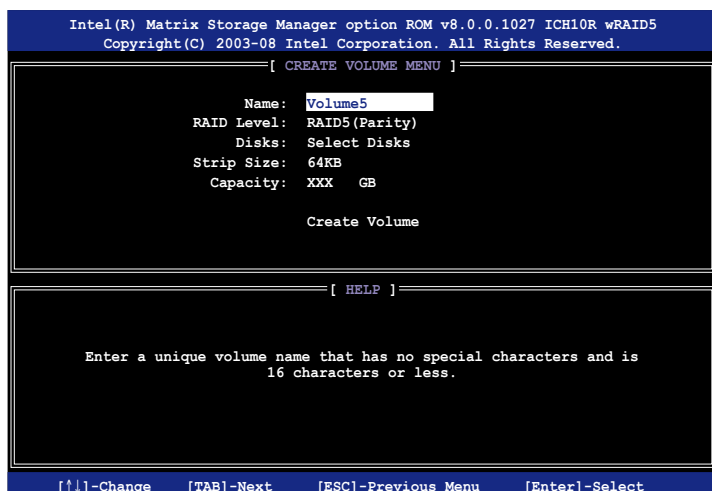 Intel(R) Matrix Storage Manager option ROM v8.0.0.1027 ICH10R wRAID5
Copyright(C) 2003-08 Intel Corporation. All Rights Reserved.
[ CREATE VOLUME MENU ]
Name: Volume5
RAID Level: RAID5(Parity)
Disks: Select Disks
Strip Size: 64KB
Capacity: XXX GB
Create Volume
[ HELP ]
Enter a unique volume name that has no special characters and is
16 characters or less.
[↑↓]-Change [TAB]-Next [ESC]-Previous Menu [Enter]-Select